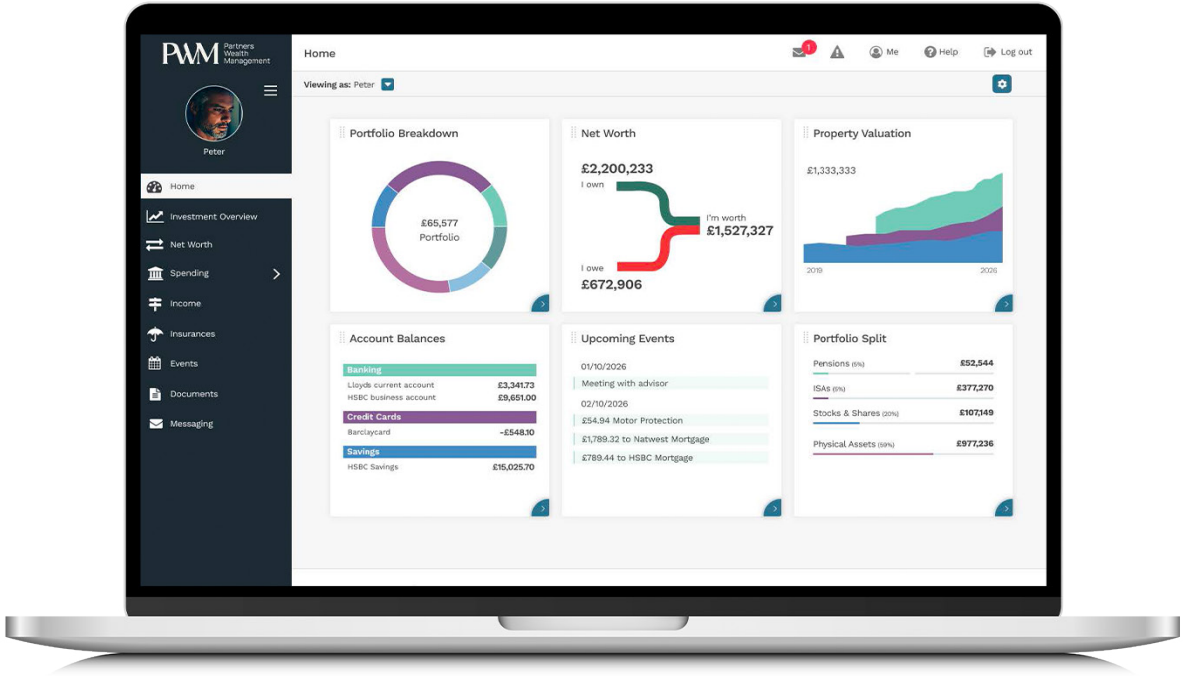 PWM Partners
Wealth
Management
Peter
Home
Investment Overview
Net Worth
Spending
Income
Insurances
Events
Documents
Messaging
Home
1
Me
Help
Log out
Viewing as: Peter
Portfolio Breakdown
£65,577
Portfolio
Net Worth
£2,200,233
I own
I'm worth
£1,527,327
I owe
£672,906
Property Valuation
£1,333,333
2019 2026
Account Balances
Banking
Lloyds current account £3,341.73
HSBC business account £9,651.00
Credit Cards
Barclaycard -£548.10
Savings
HSBC Savings £15,025.70
Upcoming Events
01/10/2026
Meeting with advisor
02/10/2026
£54.94 Motor Protection
£1,789.32 to Natwest Mortgage
£789.44 to HSBC Mortgage
Portfolio Split
Pensions (5%) £52,544
ISAs (6%) £377,270
Stocks & Shares (20%) £107,149
Physical Assets (59%) £977,236